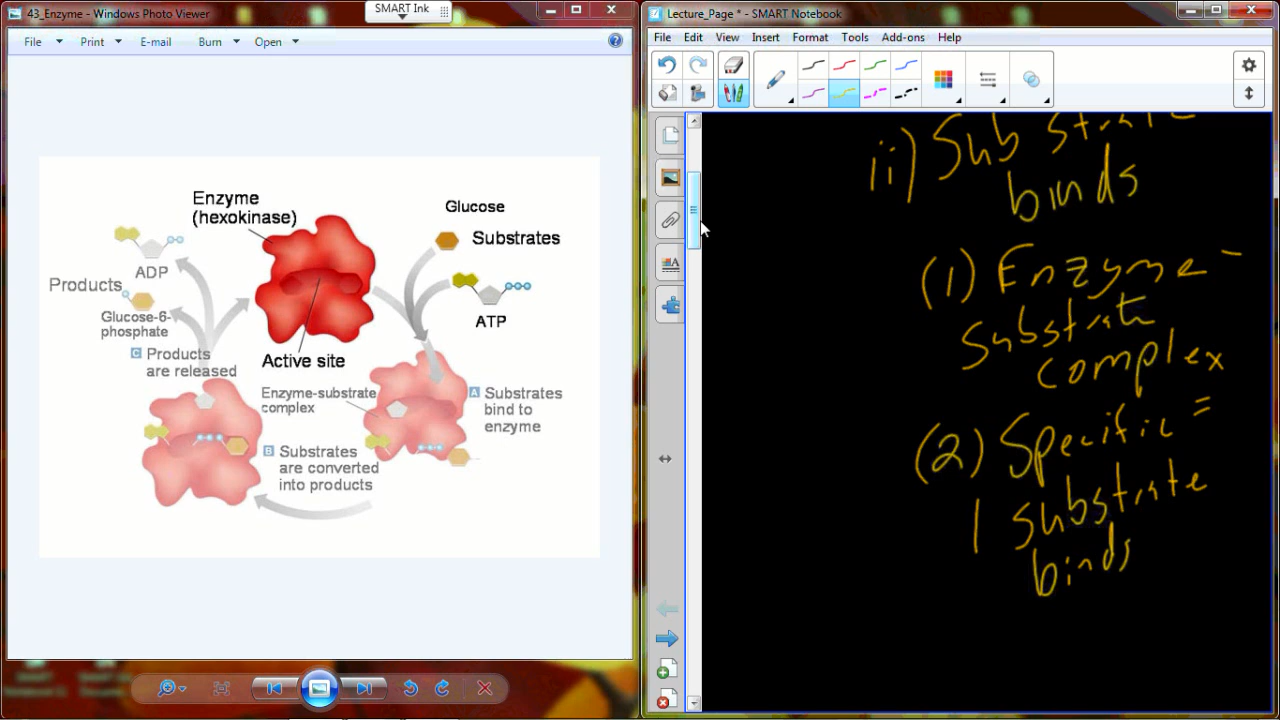 43_Enzyme - Windows Photo Viewer
SMART Ink
File Print E-mail Burn Open
Enzyme
(hexokinase)
Glucose
Substrates
ATP
ADP
Products
Glucose-6-
phosphate
C Products
are released
Active site
Enzyme-substrate
complex
A Substrates
bind to
enzyme
B Substrates
are converted
into products
Lecture_Page * - SMART Notebook
File Edit View Insert Format Tools Add-ons Help
ii) Substrate
binds
(1) Enzyme-
substrate
complex
(2) Specific =
1 substrate
binds